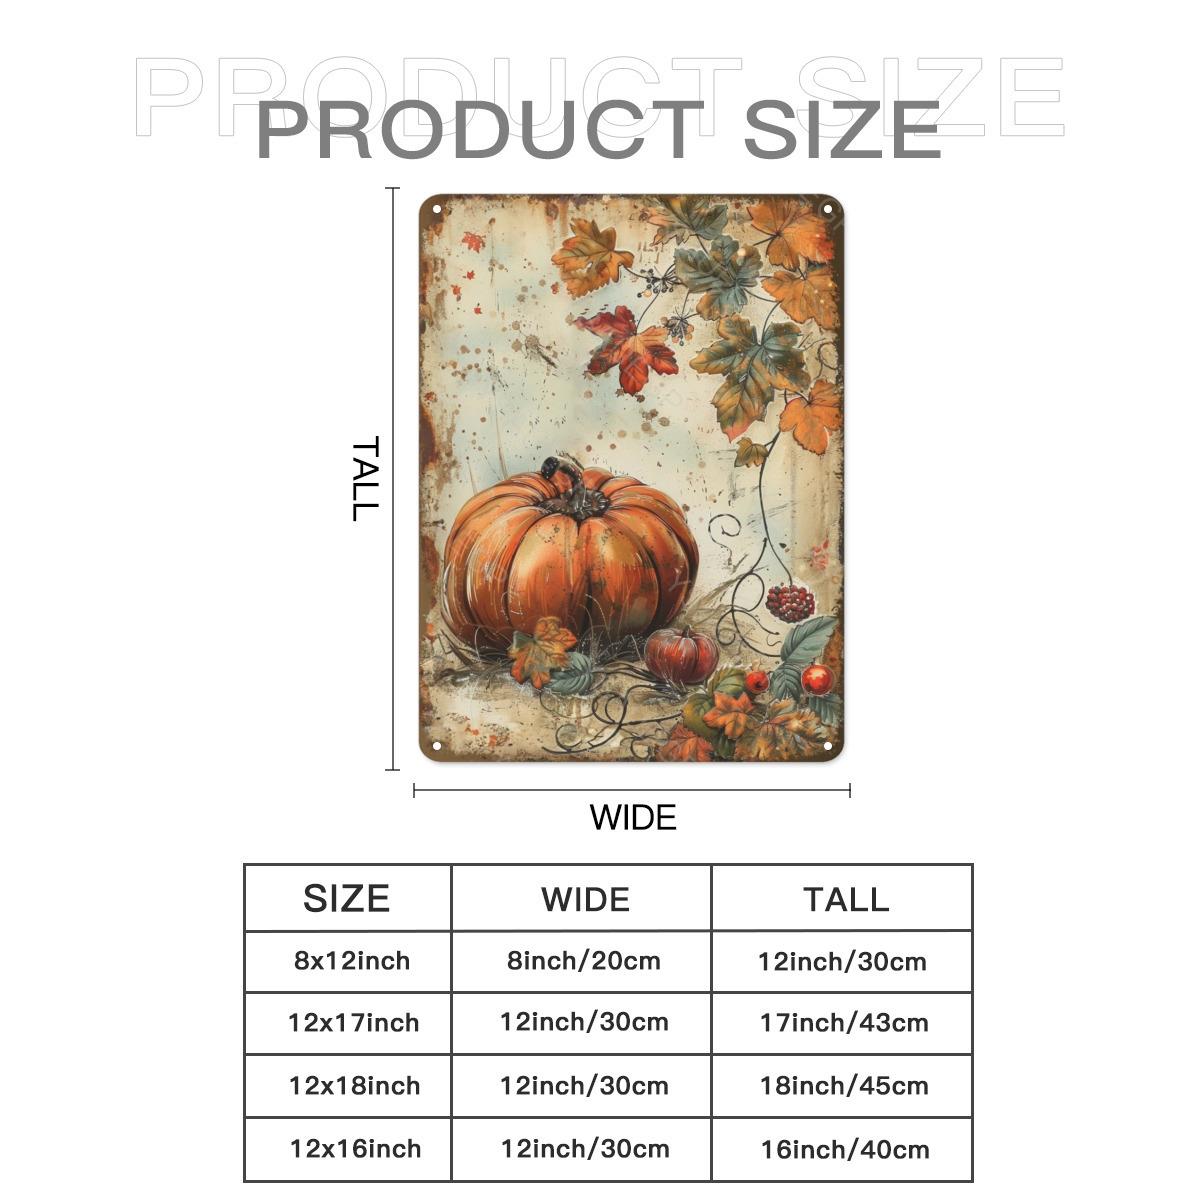 PRODUCT SIZE
PRODUCT SIZE
TALL
WIDE
SIZE WIDE TALL
8x12inch 8inch/20cm 12inch/30cm
12x17inch 12inch/30cm 17inch/43cm
12x18inch 12inch/30cm 18inch/45cm
12x16inch 12inch/30cm 16inch/40cm